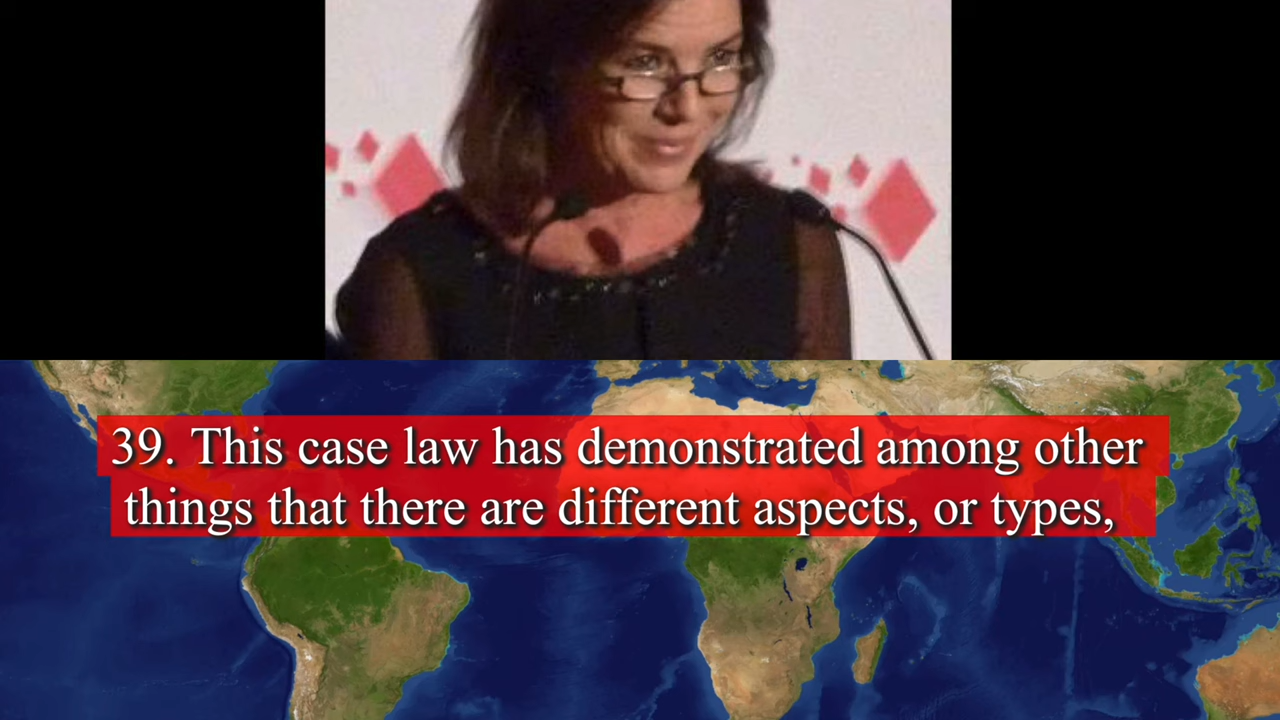 39. This case law has demonstrated among other
things that there are different aspects, or types,